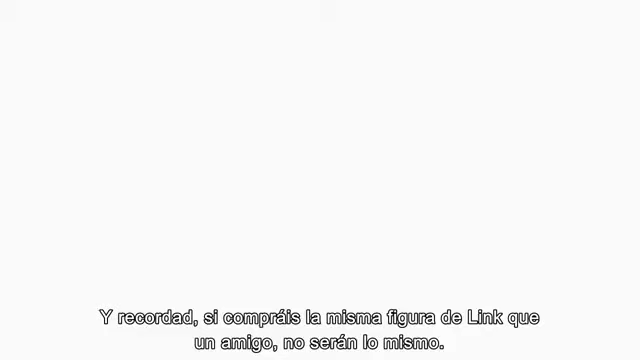 Y recordad, si compráis la misma figura de Link que
un amigo, no serán lo mismo.